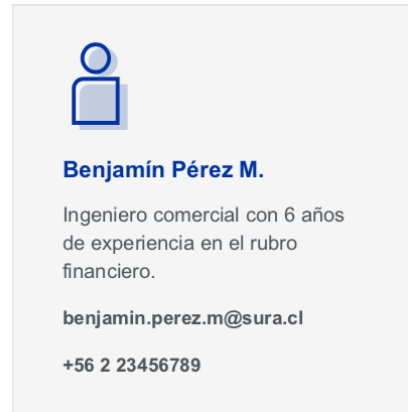 Benjamín Pérez M.
Ingeniero comercial con 6 años
de experiencia en el rubro
financiero.
benjamin.perez.m@sura.cl
+56 2 23456789